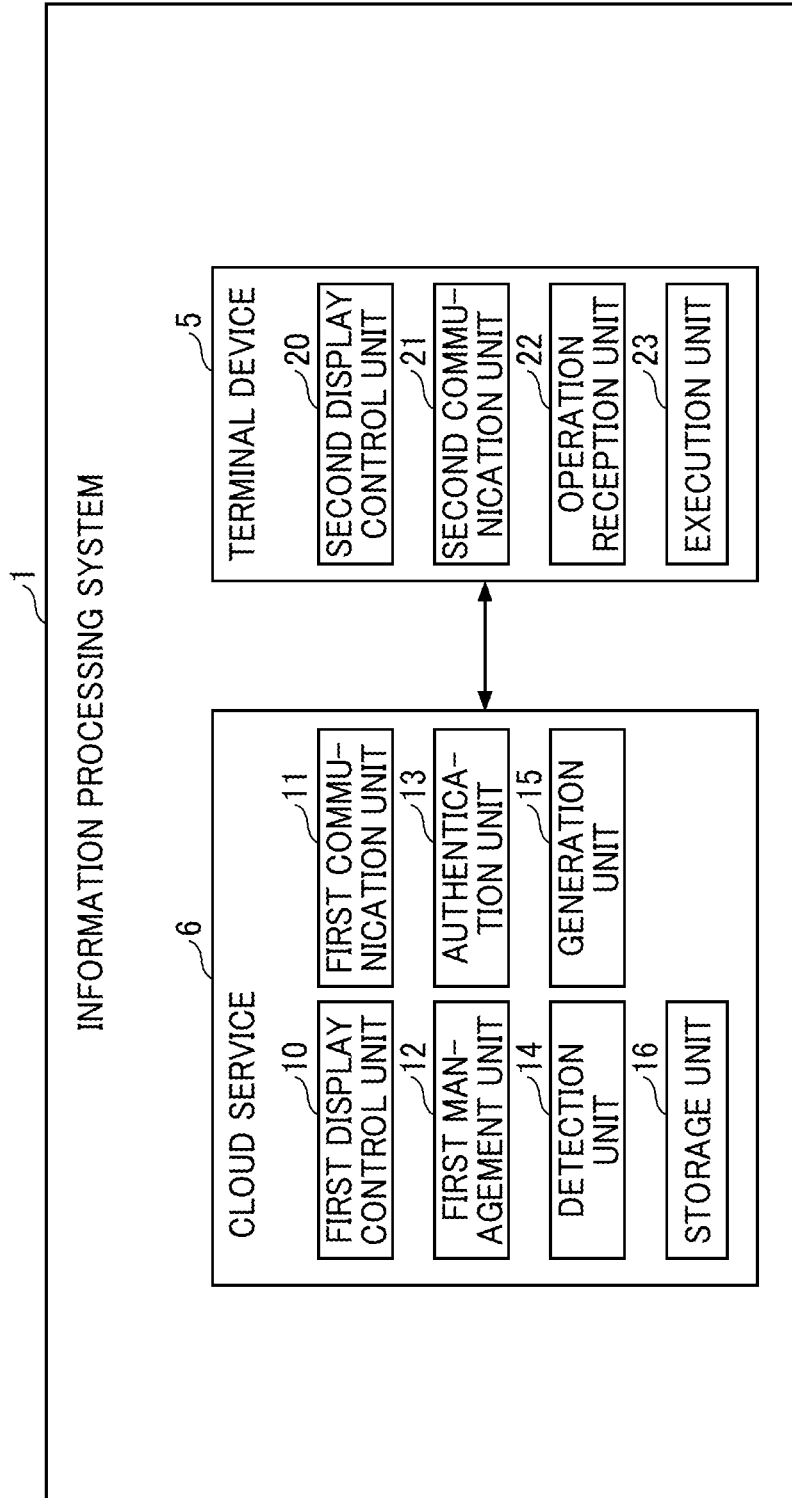 1
INFORMATION PROCESSING SYSTEM
6
CLOUD SERVICE
10
FIRST DISPLAY
CONTROL UNIT
11
FIRST COMMU-
NICATION UNIT
12
FIRST MAN-
AGEMENT UNIT
13
AUTHENTICA-
TION UNIT
14
DETECTION
UNIT
15
GENERATION
UNIT
16
STORAGE UNIT
5
TERMINAL DEVICE
20
SECOND DISPLAY
CONTROL UNIT
21
SECOND COMMU-
NICATION UNIT
22
OPERATION
RECEPTION UNIT
23
EXECUTION UNIT